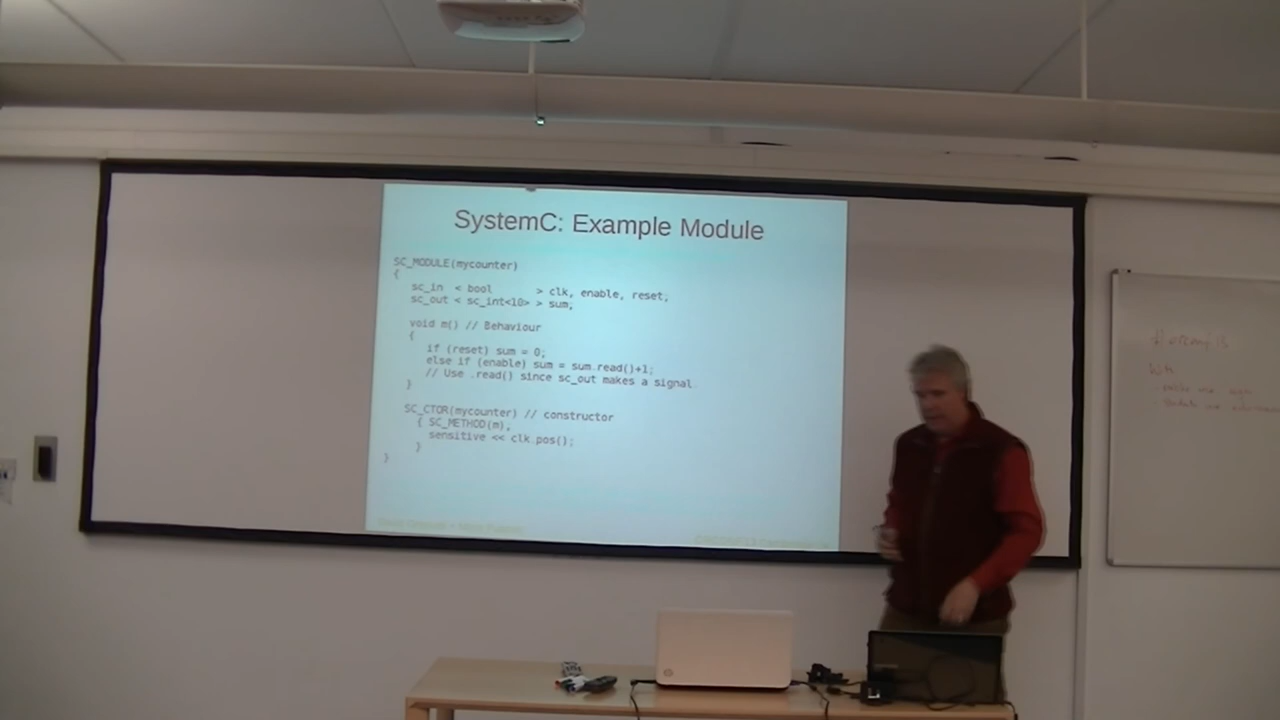 SystemC: Example Module
SC_MODULE(mycounter)
{
sc_in < bool > clk, enable, reset;
sc_out < sc_int<10> > sum;
void m() // Behaviour
{
if (reset) sum = 0;
else if (enable) sum = sum.read()+1;
// Use .read() since sc_out makes a signal.
}
SC_CTOR(mycounter) // constructor
{ SC_METHOD(m);
sensitive << clk.pos();
}
}